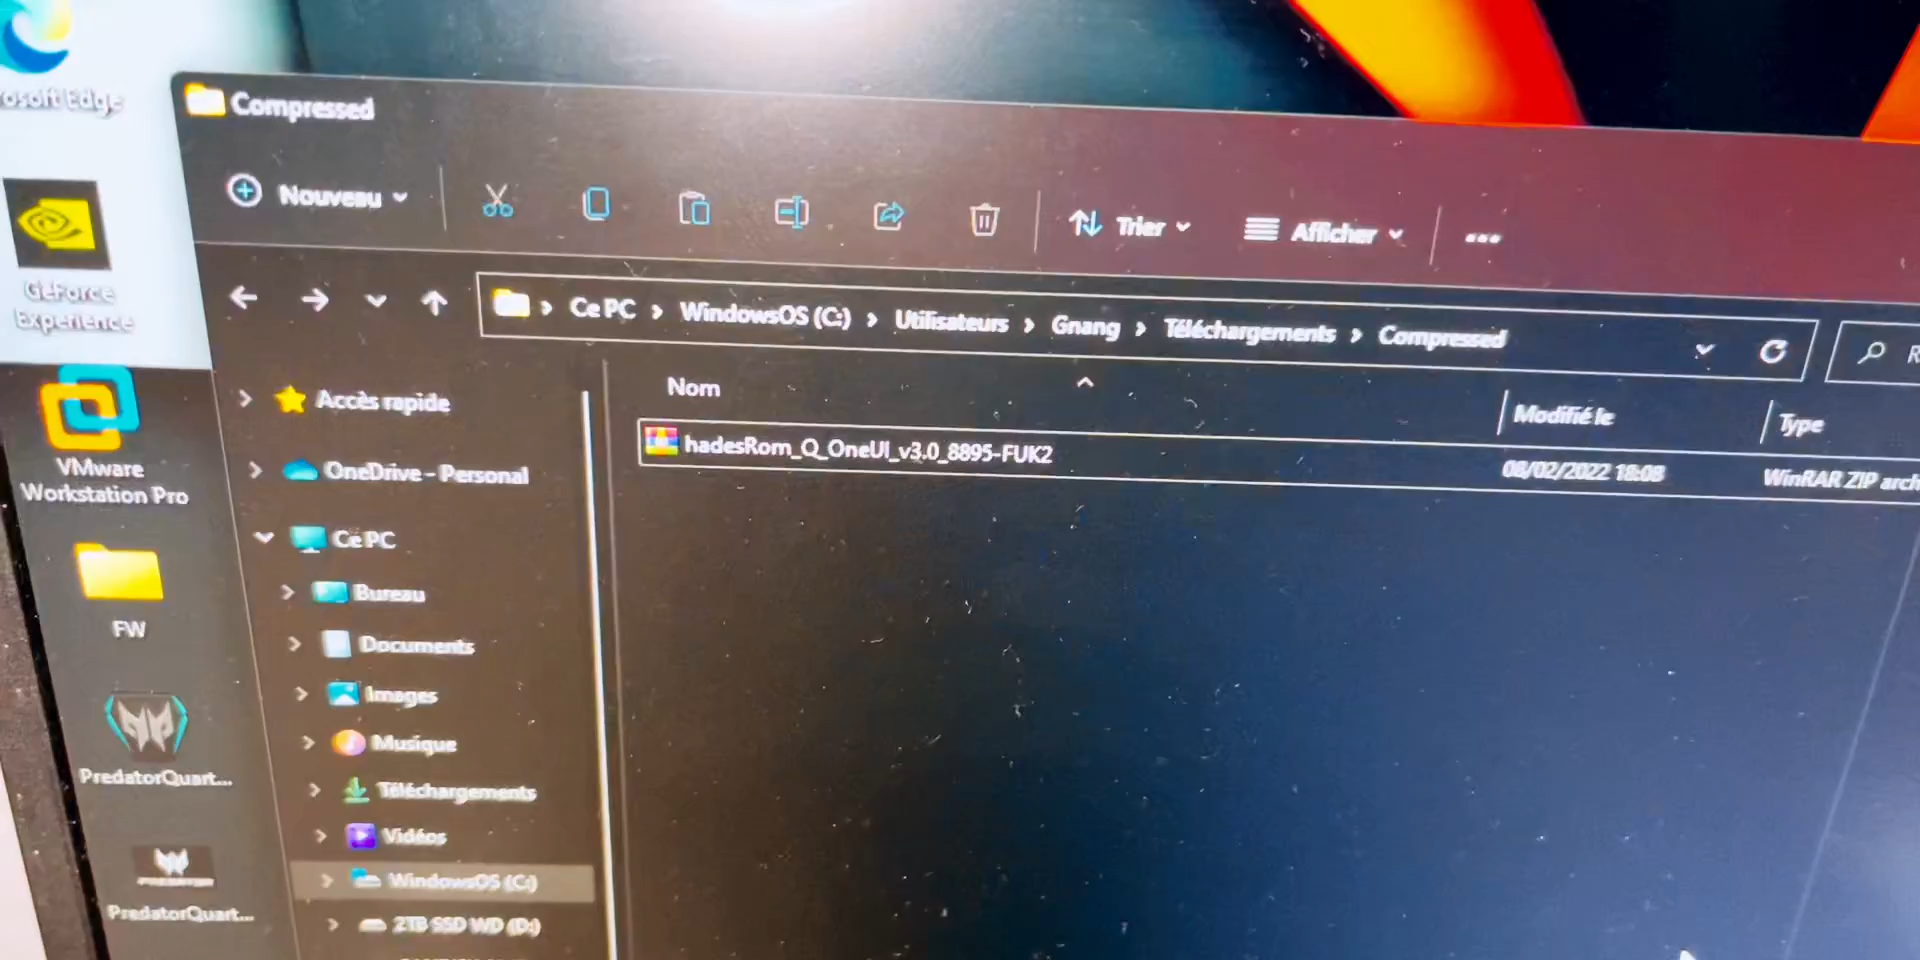 Compressed
Nouveau
Trier
Afficher
Ce PC > WindowsOS (C:) > Utilisateurs > Gnang > Téléchargements > Compressed
Nom
Modifié le
Type
hadesRom_Q_OneUI_v3.0_8895-FUK2
08/02/2022 18:08
WinRAR ZIP arch
Accès rapide
OneDrive - Personal
Ce PC
Bureau
Documents
Images
Musique
Téléchargements
Vidéos
WindowsOS (C:)
2TB SSD WD (D:)
rosoft Edge
GeForce
Experience
VMware
Workstation Pro
FW
PredatorQuart...
PredatorQuart...